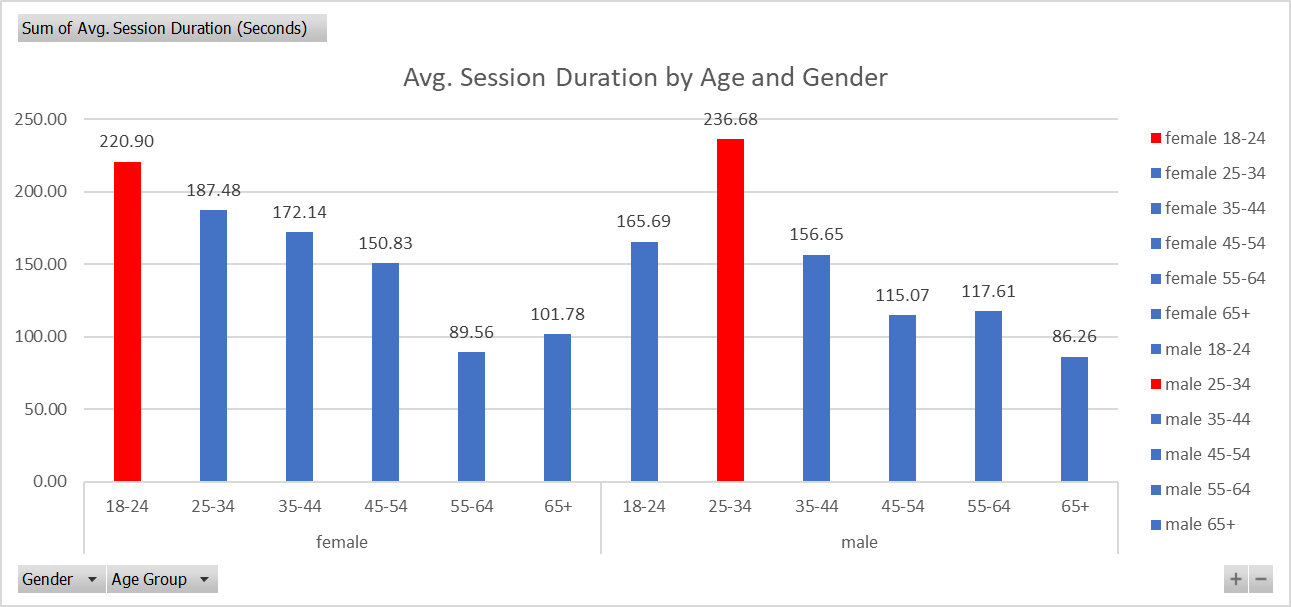 Sum of Avg. Session Duration (Seconds)
Avg. Session Duration by Age and Gender
250.00
200.00
150.00
100.00
50.00
0.00
220.90
187.48
172.14
150.83
89.56
101.78
165.69
236.68
156.65
115.07
117.61
86.26
18-24 25-34 35-44 45-54 55-64 65+ 18-24 25-34 35-44 45-54 55-64 65+
female male
female 18-24
female 25-34
female 35-44
female 45-54
female 55-64
female 65+
male 18-24
male 25-34
male 35-44
male 45-54
male 55-64
male 65+
Gender Age Group
+ −